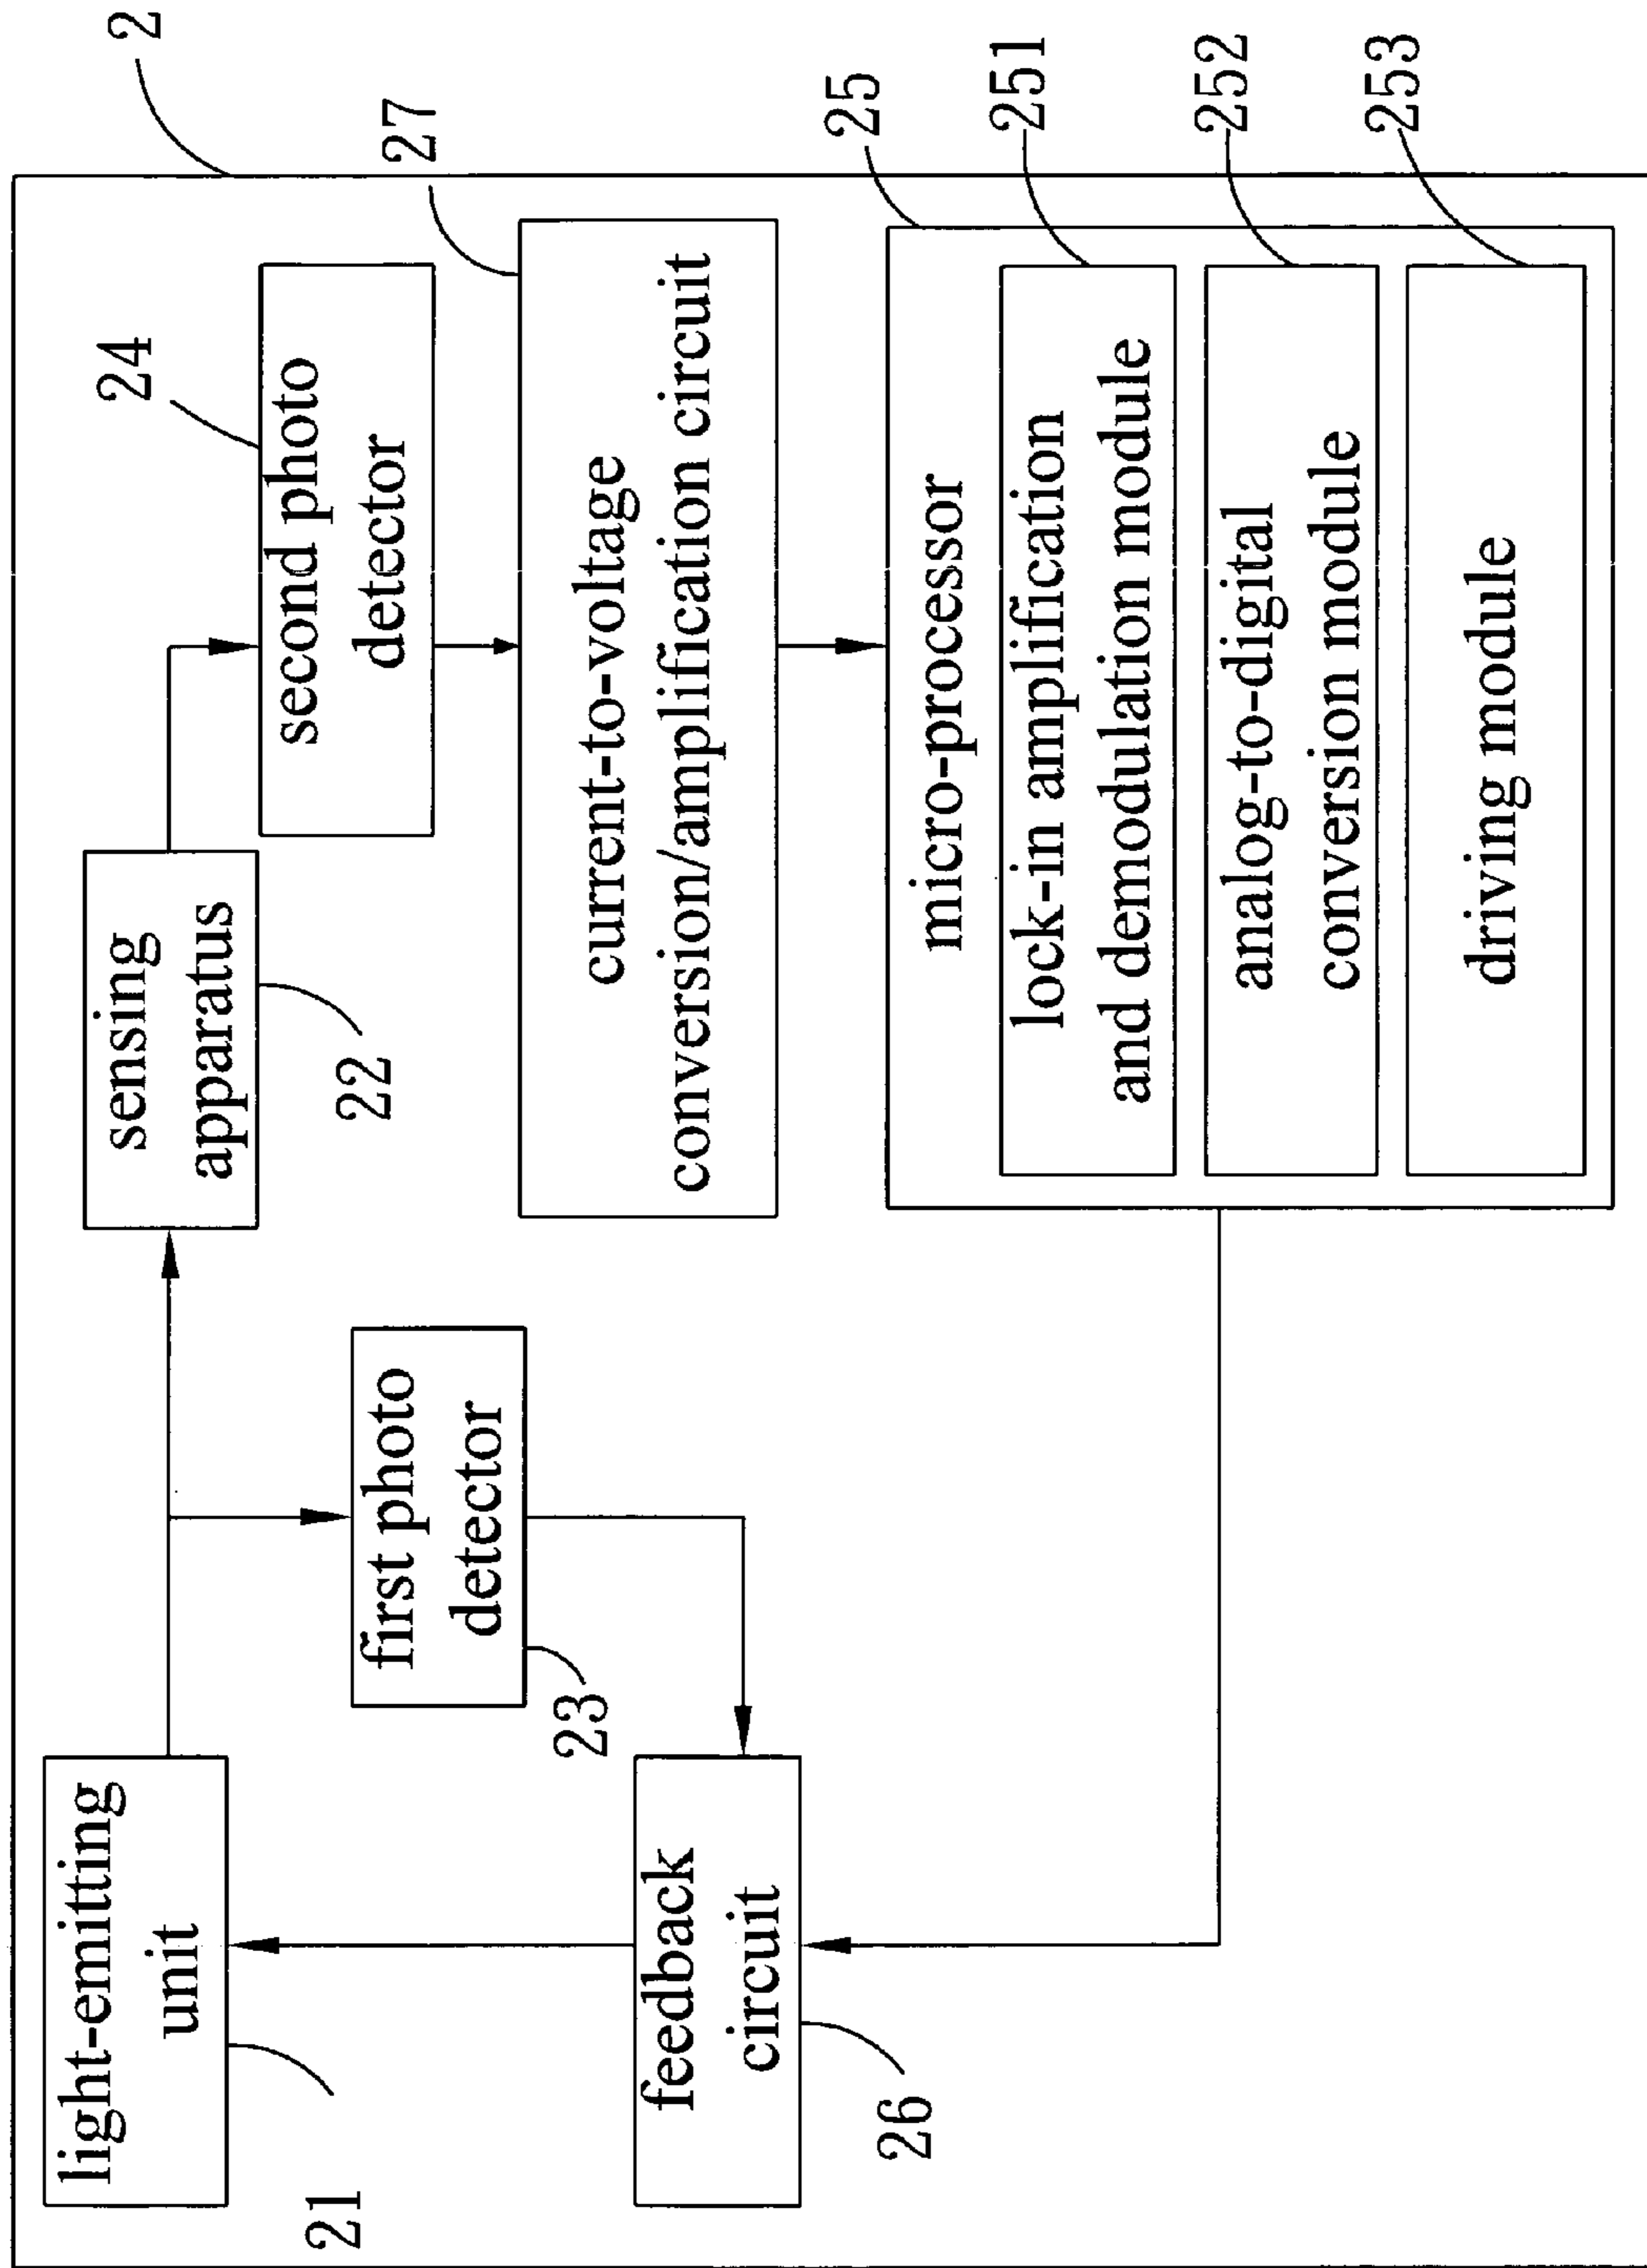 2
light-emitting
unit
21
sensing
apparatus
22
24
second photo
detector
first photo
detector
23
27
current-to-voltage
conversion/amplification circuit
feedback
circuit
26
25
micro-processor
lock-in amplification
and demodulation module
251
analog-to-digital
conversion module
252
driving module
253